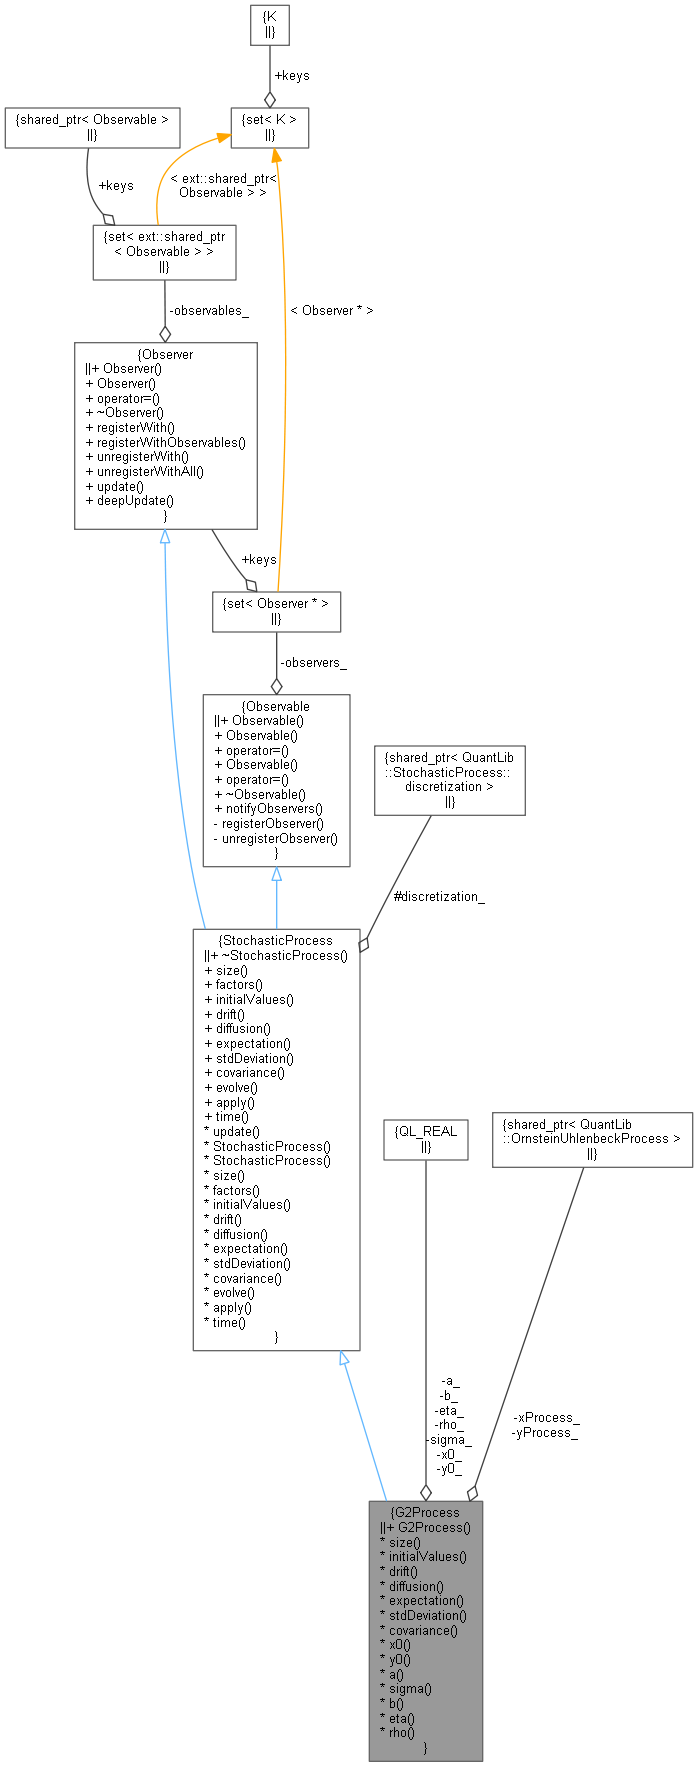 {K
||}
+keys
{shared_ptr< Observable >
||}
{set< K >
||}
+keys
< ext::shared_ptr<
Observable > >
{set< ext::shared_ptr
< Observable > >
||}
-observables_
< Observer * >
{Observer
||+ Observer()
+ Observer()
+ operator=()
+ ~Observer()
+ registerWith()
+ registerWithObservables()
+ unregisterWith()
+ unregisterWithAll()
+ update()
+ deepUpdate()
}
+keys
{set< Observer * >
||}
-observers_
{Observable
||+ Observable()
+ Observable()
+ operator=()
+ Observable()
+ operator=()
+ ~Observable()
+ notifyObservers()
- registerObserver()
- unregisterObserver()
}
{shared_ptr< QuantLib
::StochasticProcess::
discretization >
||}
#discretization_
{StochasticProcess
||+ ~StochasticProcess()
+ size()
+ factors()
+ initialValues()
+ drift()
+ diffusion()
+ expectation()
+ stdDeviation()
+ covariance()
+ evolve()
+ apply()
+ time()
* update()
* StochasticProcess()
* StochasticProcess()
* size()
* factors()
* initialValues()
* drift()
* diffusion()
* expectation()
* stdDeviation()
* covariance()
* evolve()
* apply()
* time()
}
{QL_REAL
||}
{shared_ptr< QuantLib
::OrnsteinUhlenbeckProcess >
||}
-a_
-b_
-eta_
-rho_
-sigma_
-x0_
-y0_
-xProcess_
-yProcess_
{G2Process
||+ G2Process()
* size()
* initialValues()
* drift()
* diffusion()
* expectation()
* stdDeviation()
* covariance()
* x0()
* y0()
* a()
* sigma()
* b()
* eta()
* rho()
}